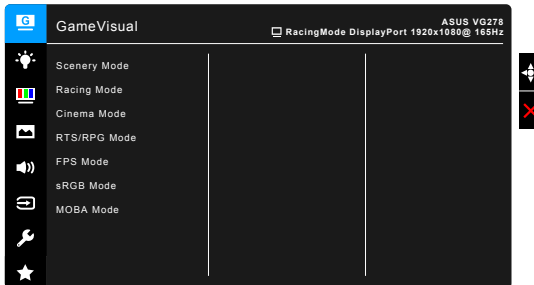 G
GameVisual
ASUS VG278
RacingMode DisplayPort 1920x1080@ 165Hz
Scenery Mode
Racing Mode
Cinema Mode
RTS/RPG Mode
FPS Mode
sRGB Mode
MOBA Mode